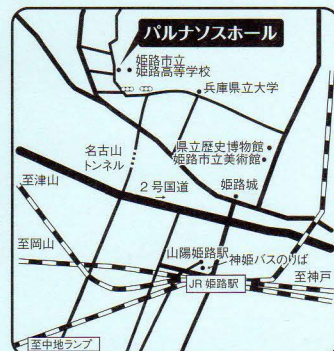 パルナソスホール
姫路市立
姫路高等学校
兵庫県立大学
名古山
トンネル
県立歴史博物館
姫路市立美術館
至津山
2号国道
→
姫路城
至岡山
山陽姫路駅
神姫バスのりば
至神戸
JR 姫路駅
至中地ランプ